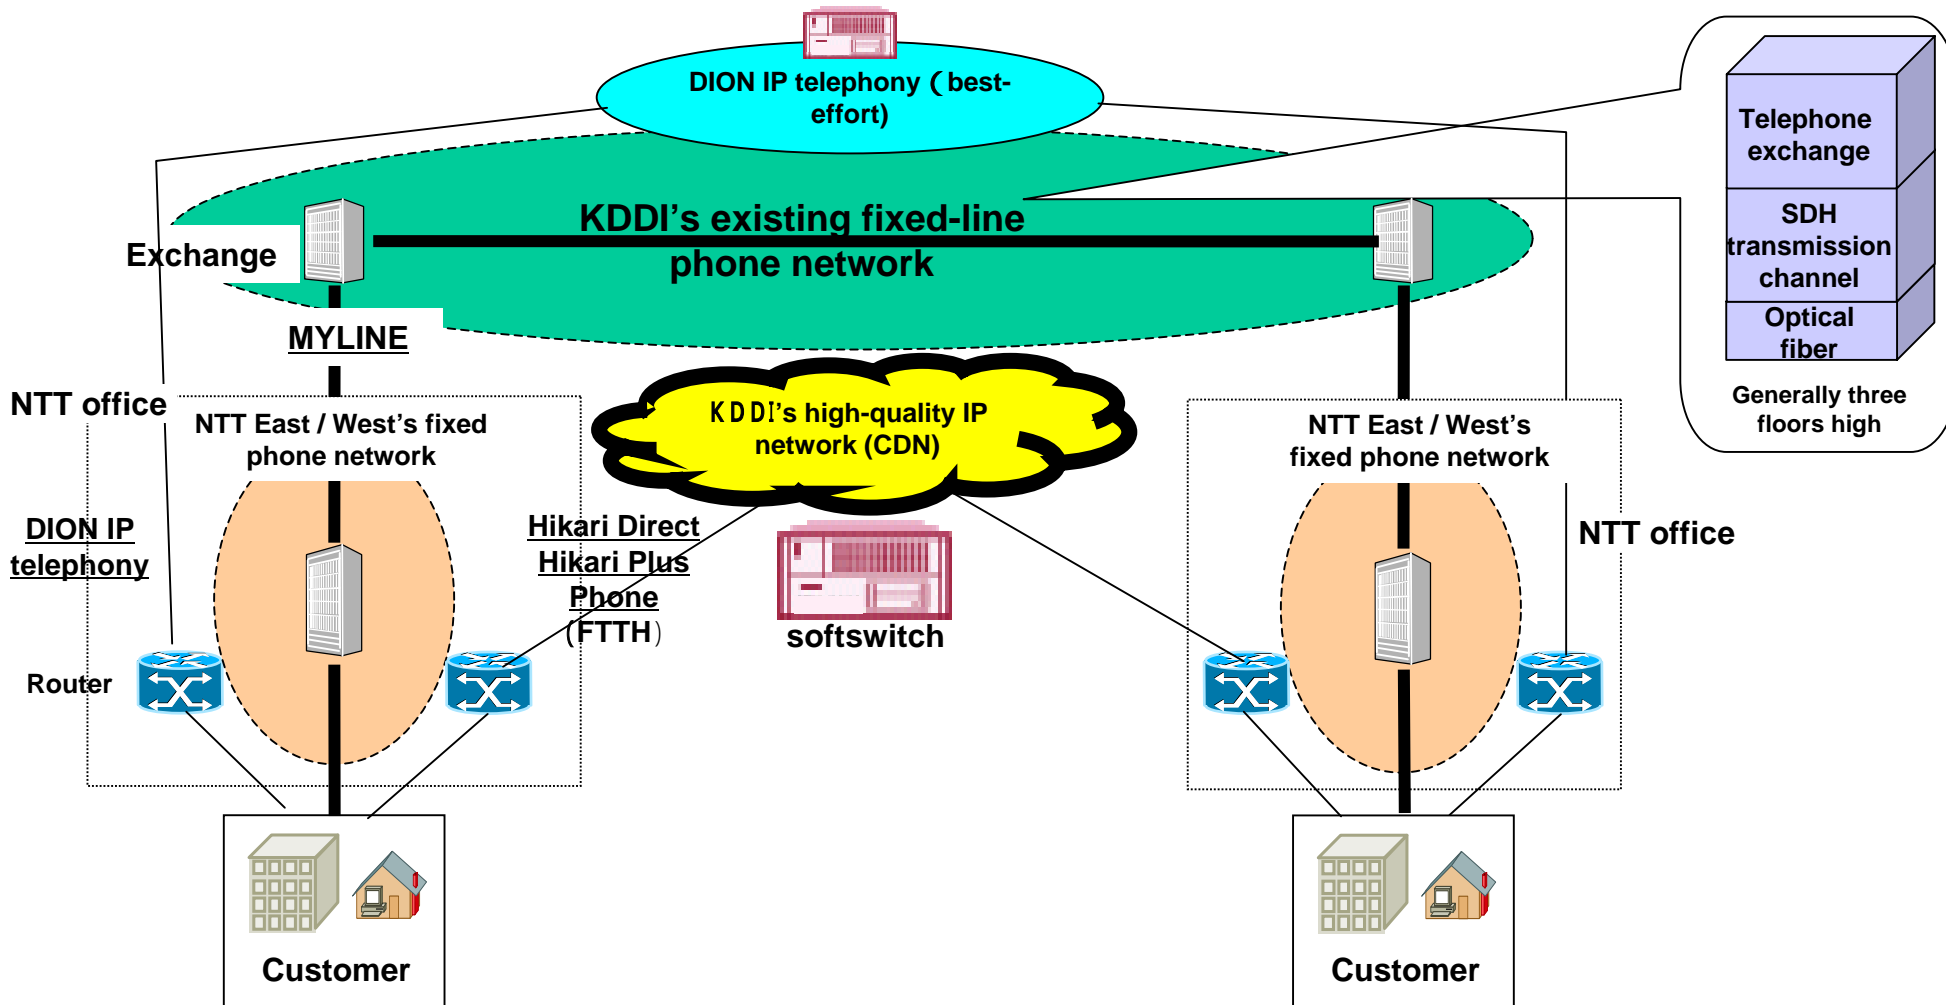 DION IP telephony ( best-
effort)
Telephone
exchange
SDH
transmission
channel
Optical
fiber
Generally three
floors high
KDDI's existing fixed-line
phone network
Exchange
MYLINE
NTT office
NTT East / West's fixed
phone network
KDDI's high-quality IP
network (CDN)
NTT East / West's
fixed phone network
DION IP
telephony
Hikari Direct
Hikari Plus
Phone
(FTTH)
NTT office
softswitch
Router
Customer
Customer